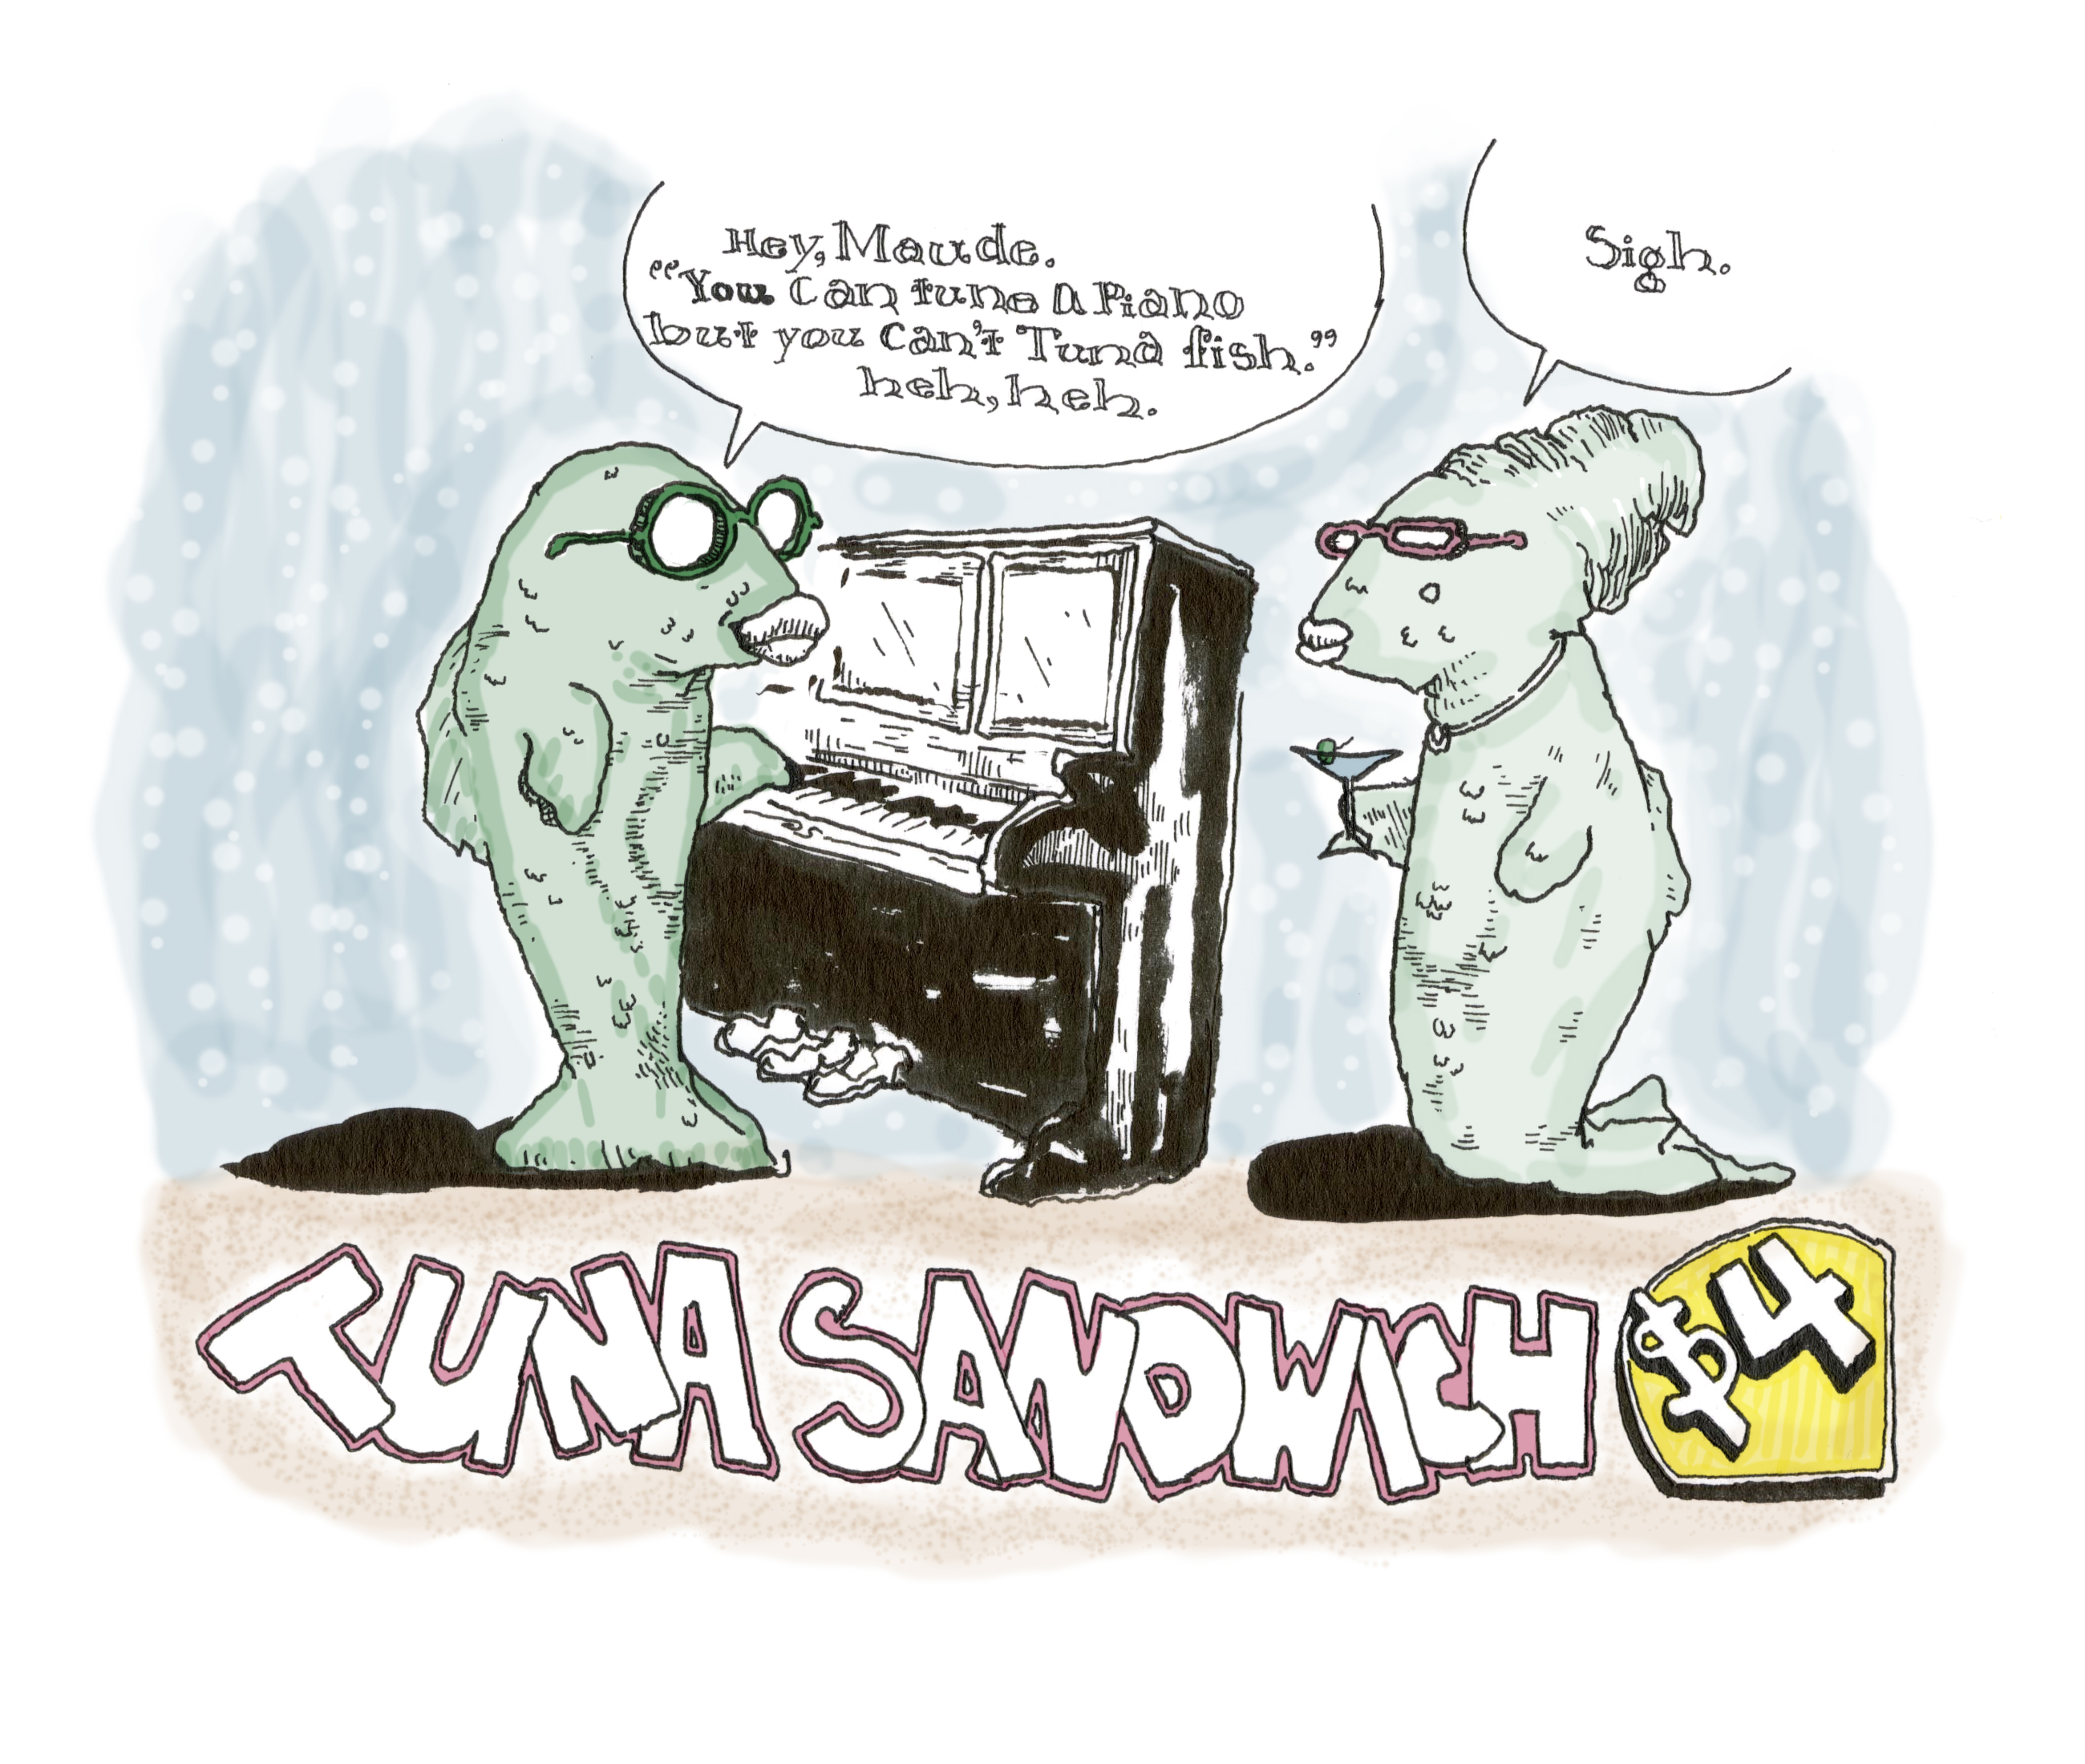 Hey, Maude.
"You can tune a Piano
but you can't Tuna fish."
heh, heh.
Sigh.
TUNA SANDWICH
$4